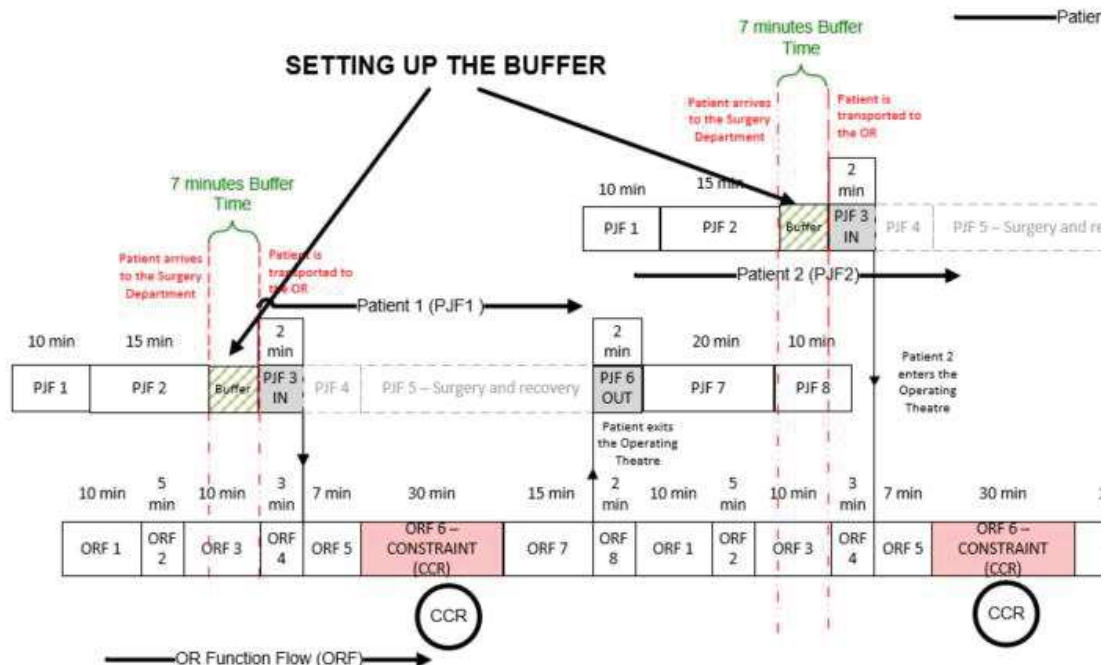 Patien
7 minutes Buffer
Time
SETTING UP THE BUFFER
Patient arrives
to the Surgery
Department
Patient is
transported to
the OR
2
min
10 min
15 min
PJF 1
PJF 2
Buffer
PJF 3
IN
PJF 4
PJF 5 – Surgery and re
Patient 2 (PJF2)
7 minutes Buffer
Time
Patient arrives
to the Surgery
Department
Patient is
transported to
the OR
Patient 1 (PJF1 )
10 min
15 min
2
min
2
min
20 min
10 min
PJF 1
PJF 2
Buffer
PJF 3
IN
PJF 4
PJF 5 – Surgery and recovery
PJF 6
OUT
PJF 7
PJF 8
Patient 2
enters the
Operating
Theatre
Patient exits
the Operating
Theatre
10 min
5
min
10 min
3
min
7 min
30 min
15 min
2
min
10 min
5
min
10 min
3
min
7 min
30 min
1
ORF 1
ORF
2
ORF 3
ORF
4
ORF 5
ORF 6 –
CONSTRAINT
(CCR)
ORF 7
ORF
8
ORF 1
ORF
2
ORF 3
ORF
4
ORF 5
ORF 6 –
CONSTRAINT
(CCR)
CCR
CCR
OR Function Flow (ORF)